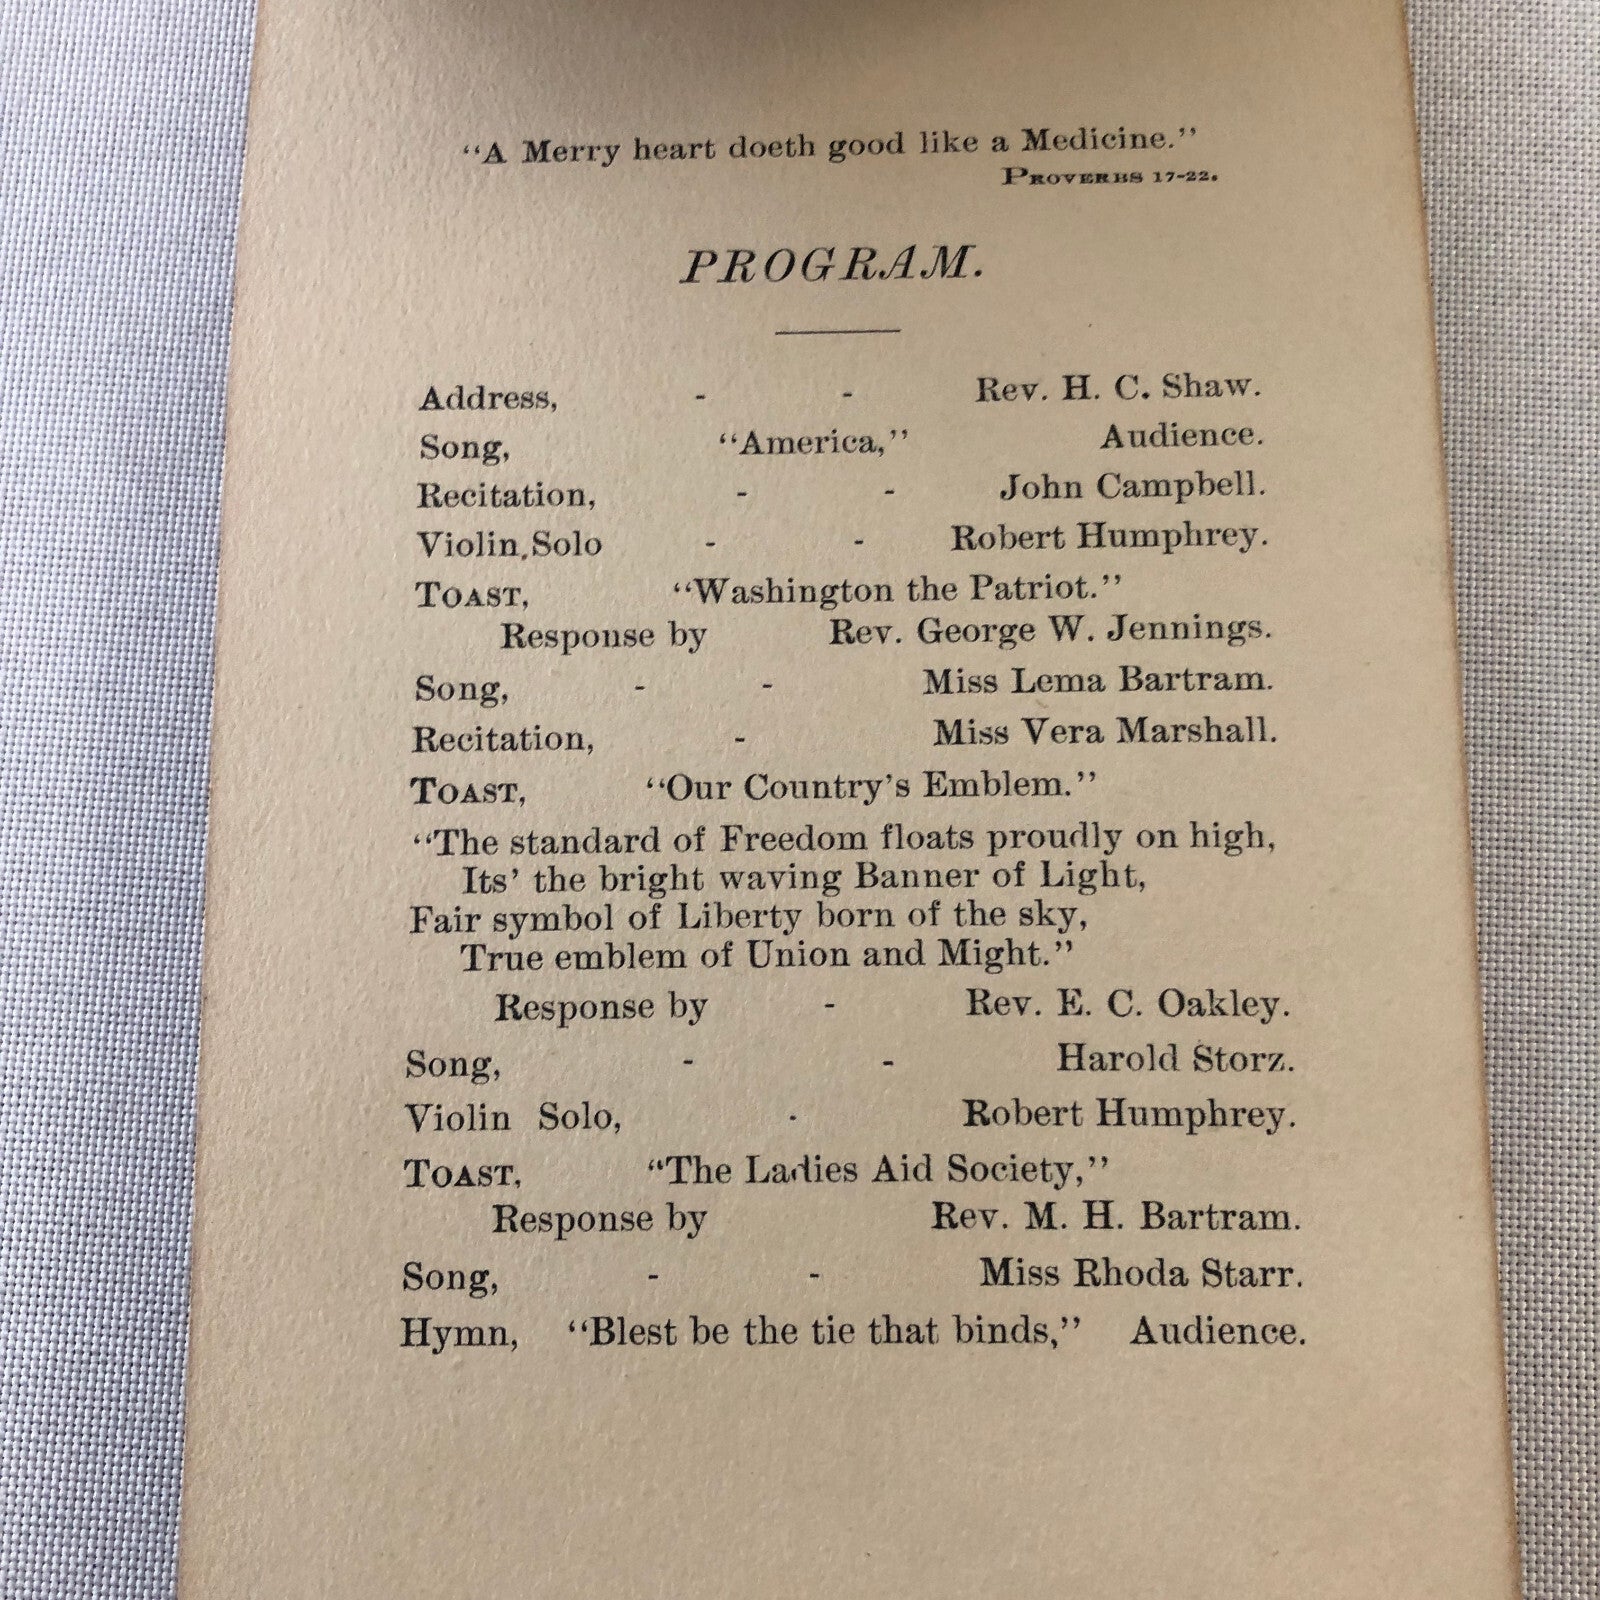 “A Merry heart doeth good like a Medicine.”
PROVERBS 17-22.
PROGRAM.
Address, - - Rev. H. C. Shaw.
Song, “America,” Audience.
Recitation, - - John Campbell.
Violin.Solo - - Robert Humphrey.
TOAST, “Washington the Patriot.”
Response by Rev. George W. Jennings.
Song, - - Miss Lema Bartram.
Recitation, - Miss Vera Marshall.
TOAST, “Our Country’s Emblem.”
“The standard of Freedom floats proudly on high,
Its’ the bright waving Banner of Light,
Fair symbol of Liberty born of the sky,
True emblem of Union and Might.”
Response by - Rev. E. C. Oakley.
Song, - - Harold Storz.
Violin Solo, - Robert Humphrey.
TOAST, “The Ladies Aid Society,”
Response by Rev. M. H. Bartram.
Song, - - Miss Rhoda Starr.
Hymn, “Blest be the tie that binds,” Audience.